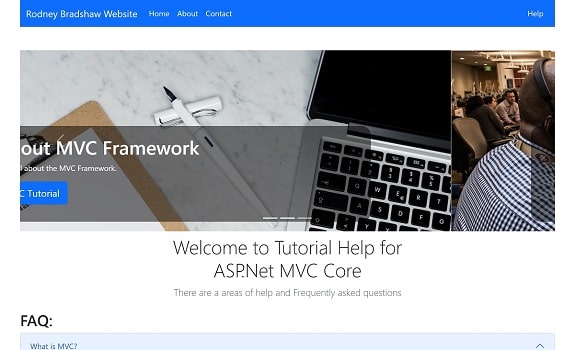 Rodney Bradshaw Website Home About Contact Help
out MVC Framework
about the MVC Framework.
C Tutorial
Welcome to Tutorial Help for
ASP.Net MVC Core
There are a areas of help and Frequently asked questions
FAQ:
What is MVC?